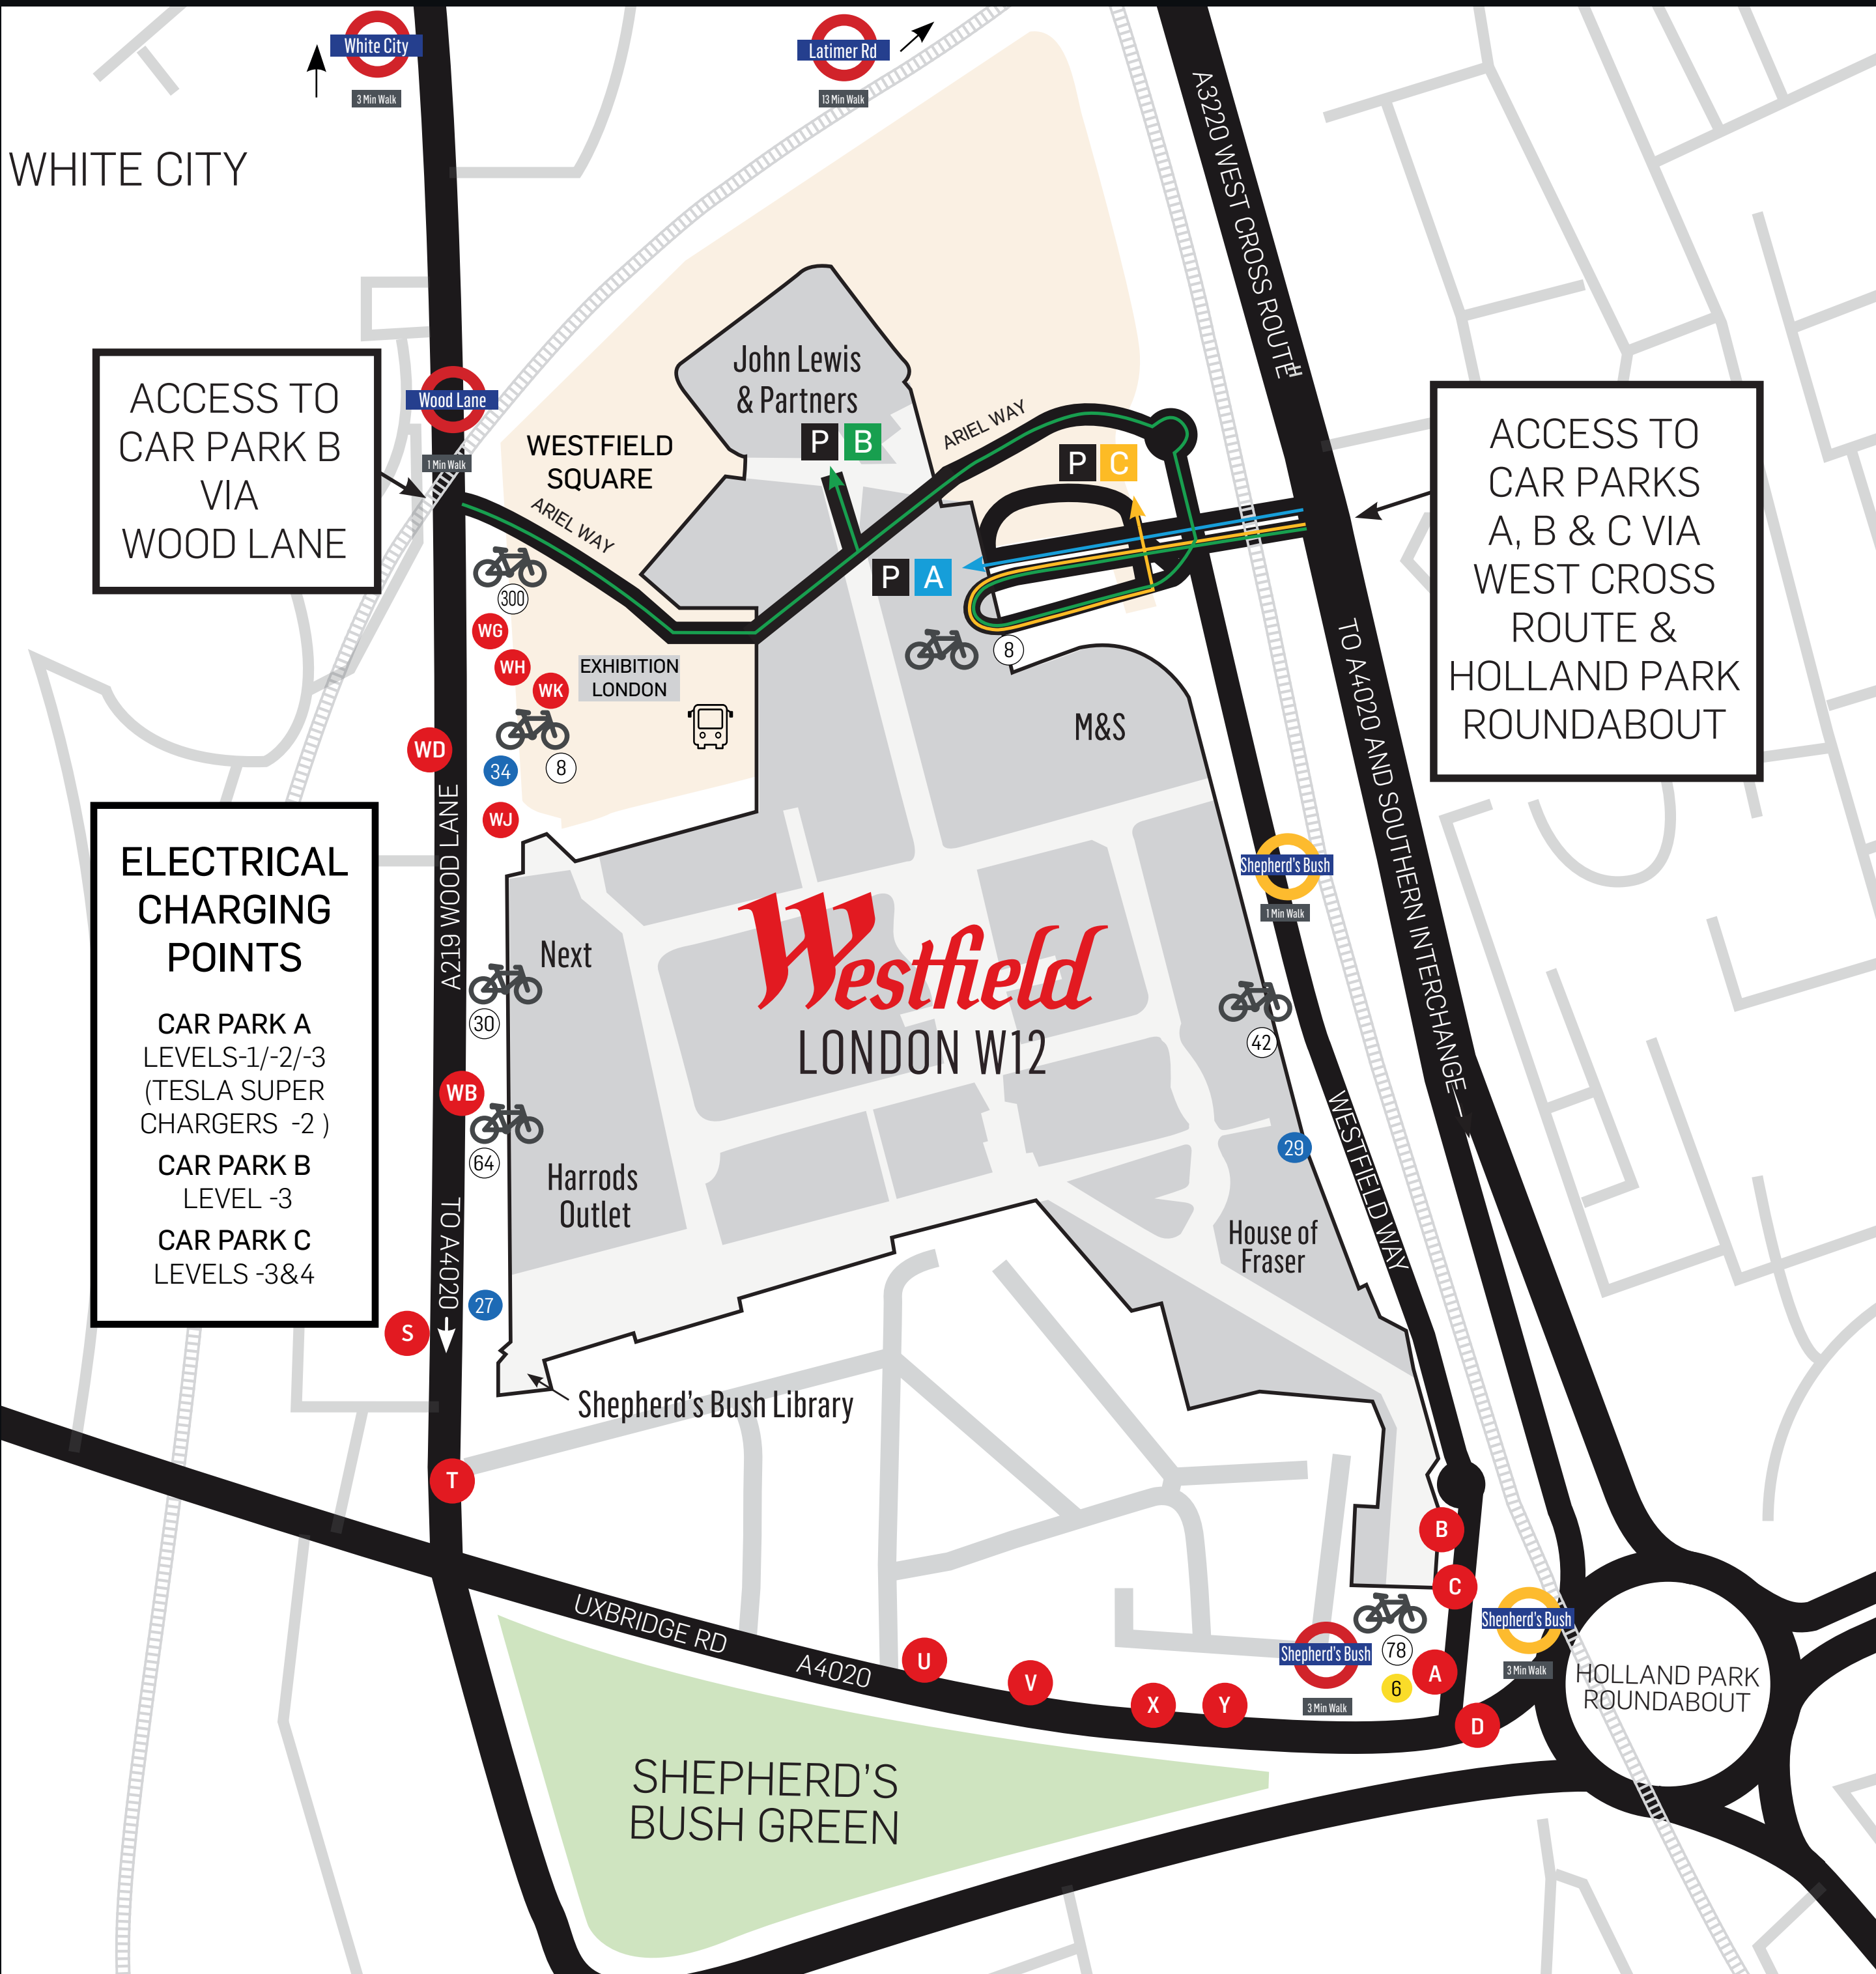 White City
3 Min Walk
Latimer Rd
13 Min Walk
WHITE CITY
A3220 WEST CROSS ROUTE
H
ACCESS TO
CAR PARK B
VIA
WOOD LANE
Wood Lane
1 Min Walk
WESTFIELD
SQUARE
John Lewis
& Partners
P B
ARIEL WAY
ARIEL WAY
P C
P A
ACCESS TO
CAR PARKS
A, B & C VIA
WEST CROSS
ROUTE &
HOLLAND PARK
ROUNDABOUT
300
WG
WH
WK
EXHIBITION
LONDON
8
8
34
WD
WJ
M&S
TO A4020 AND SOUTHERN INTERCHANGE
A219 WOOD LANE
ELECTRICAL
CHARGING
POINTS
CAR PARK A
LEVELS-1/-2/-3
(TESLA SUPER
CHARGERS -2 )
CAR PARK B
LEVEL -3
CAR PARK C
LEVELS -3&4
Shepherd's Bush
1 Min Walk
Next
30
Westfield
LONDON W12
42
WB
64
Harrods
Outlet
29
WESTFIELD WAY
House of
Fraser
TO A4020
27
S
Shepherd's Bush Library
T
B
C
UXBRIDGE RD
A4020
U
V
X
Y
Shepherd's Bush
3 Min Walk
78
6
A
D
Shepherd's Bush
3 Min Walk
HOLLAND PARK
ROUNDABOUT
SHEPHERD'S
BUSH GREEN